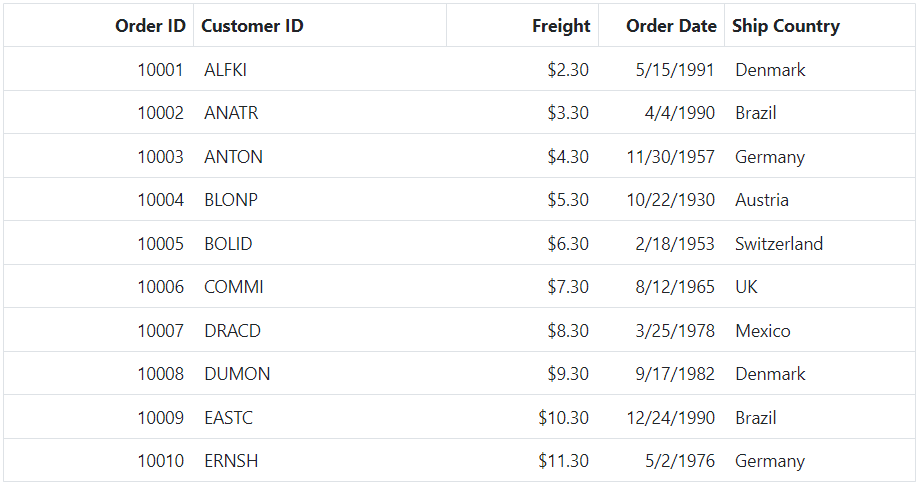 Order ID Customer ID Freight Order Date Ship Country
10001 ALFKI $2.30 5/15/1991 Denmark
10002 ANATR $3.30 4/4/1990 Brazil
10003 ANTON $4.30 11/30/1957 Germany
10004 BLONP $5.30 10/22/1930 Austria
10005 BOLID $6.30 2/18/1953 Switzerland
10006 COMMI $7.30 8/12/1965 UK
10007 DRACD $8.30 3/25/1978 Mexico
10008 DUMON $9.30 9/17/1982 Denmark
10009 EASTC $10.30 12/24/1990 Brazil
10010 ERNSH $11.30 5/2/1976 Germany